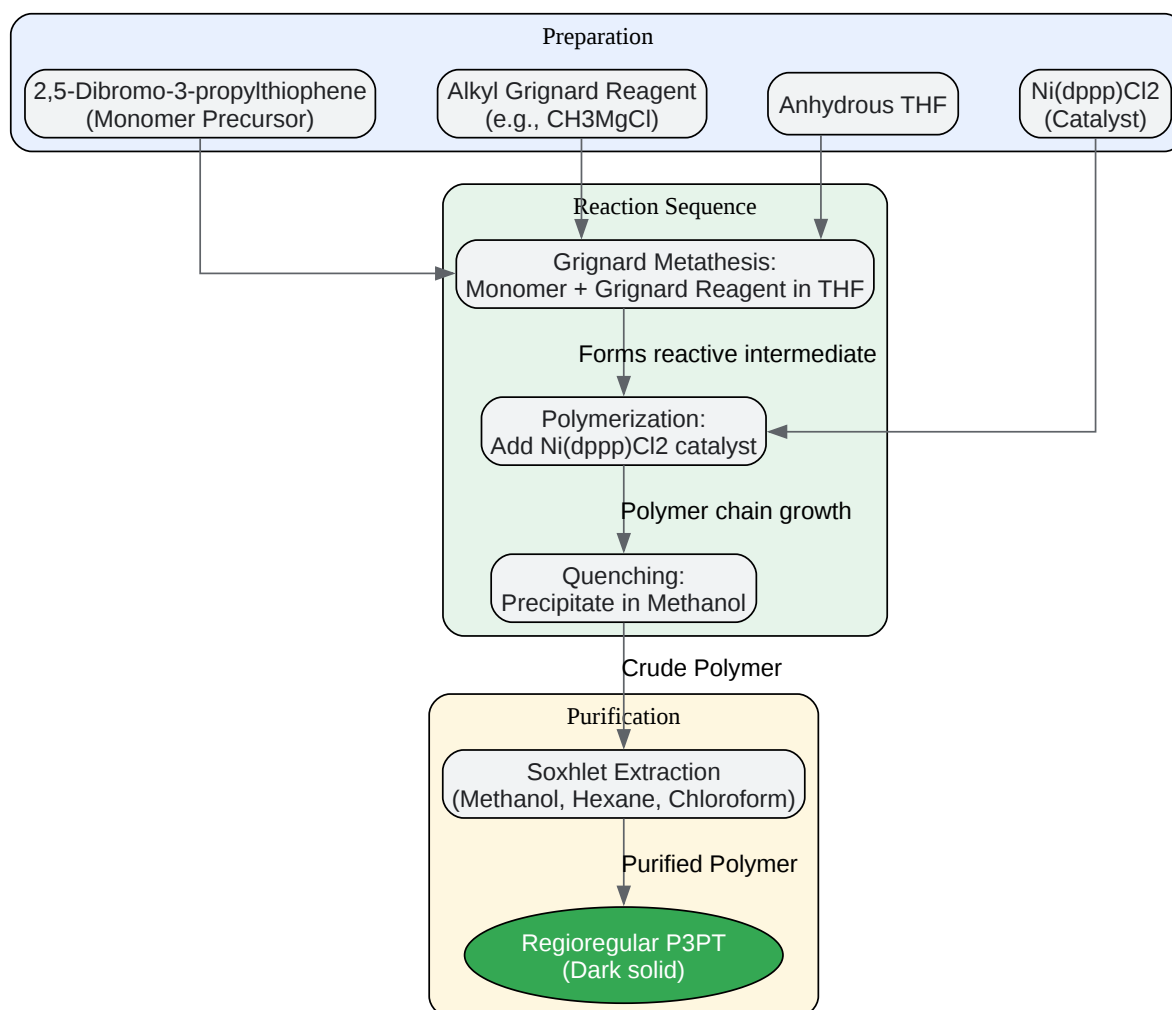 Preparation
2,5-Dibromo-3-propylthiophene
(Monomer Precursor)
Alkyl Grignard Reagent
(e.g., CH3MgCl)
Anhydrous THF
Ni(dppp)Cl2
(Catalyst)
Reaction Sequence
Grignard Metathesis:
Monomer + Grignard Reagent in THF
Forms reactive intermediate
Polymerization:
Add Ni(dppp)Cl2 catalyst
Polymer chain growth
Quenching:
Precipitate in Methanol
Crude Polymer
Purification
Soxhlet Extraction
(Methanol, Hexane, Chloroform)
Purified Polymer
Regioregular P3PT
(Dark solid)